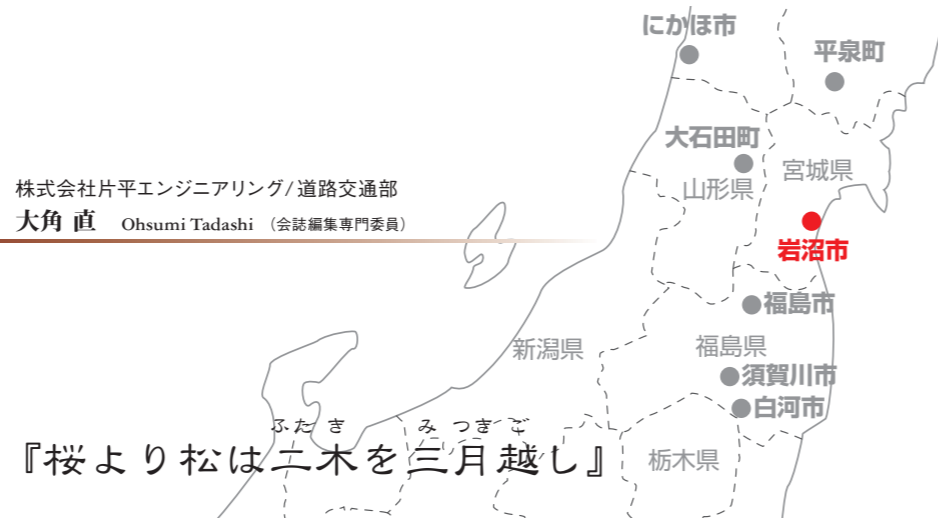 にかほ市
平泉町
大石田町
宮城県
山形県
株式会社片平エンジニアリング/道路交通部
大角 直 Ohsumi Tadashi (会誌編集専門委員)
岩沼市
福島市
新潟県
福島県
須賀川市
白河市
ふた き み つき ご
『桜より松は二木を三月越し』
栃木県